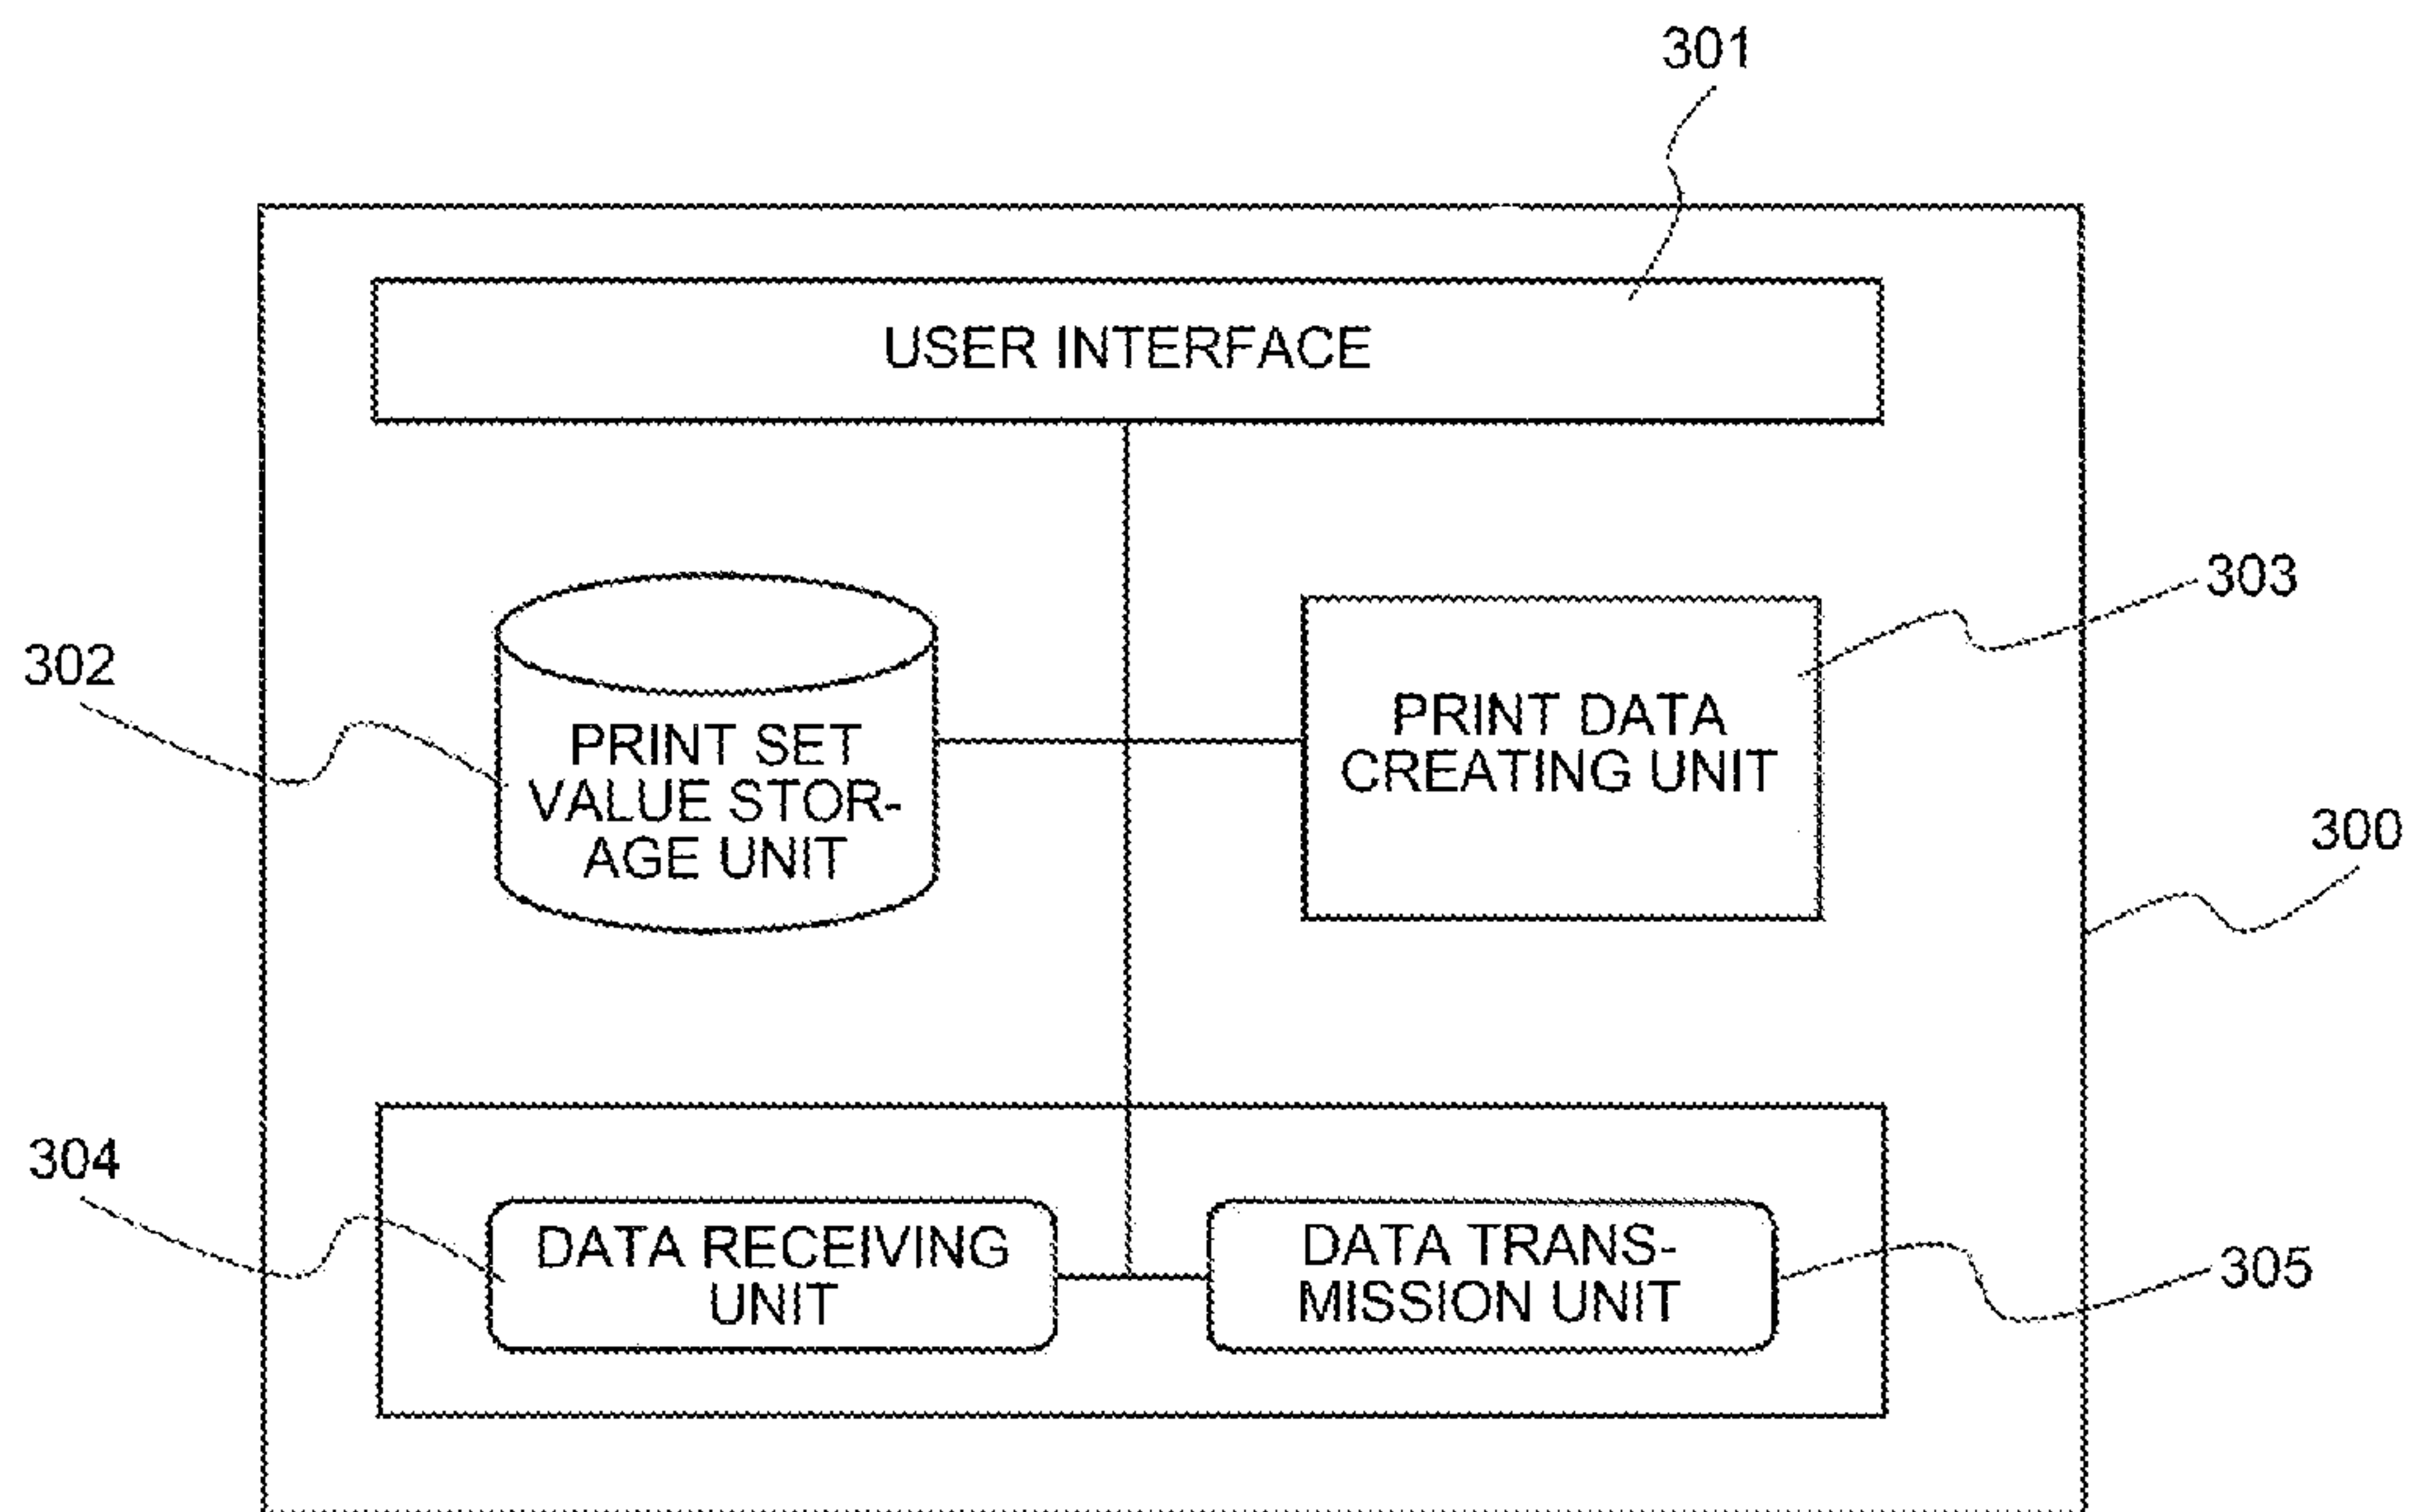 301
USER INTERFACE
303
302
PRINT SET
VALUE STOR-
AGE UNIT
PRINT DATA
CREATING UNIT
300
304
DATA RECEIVING
UNIT
DATA TRANS-
MISSION UNIT
305